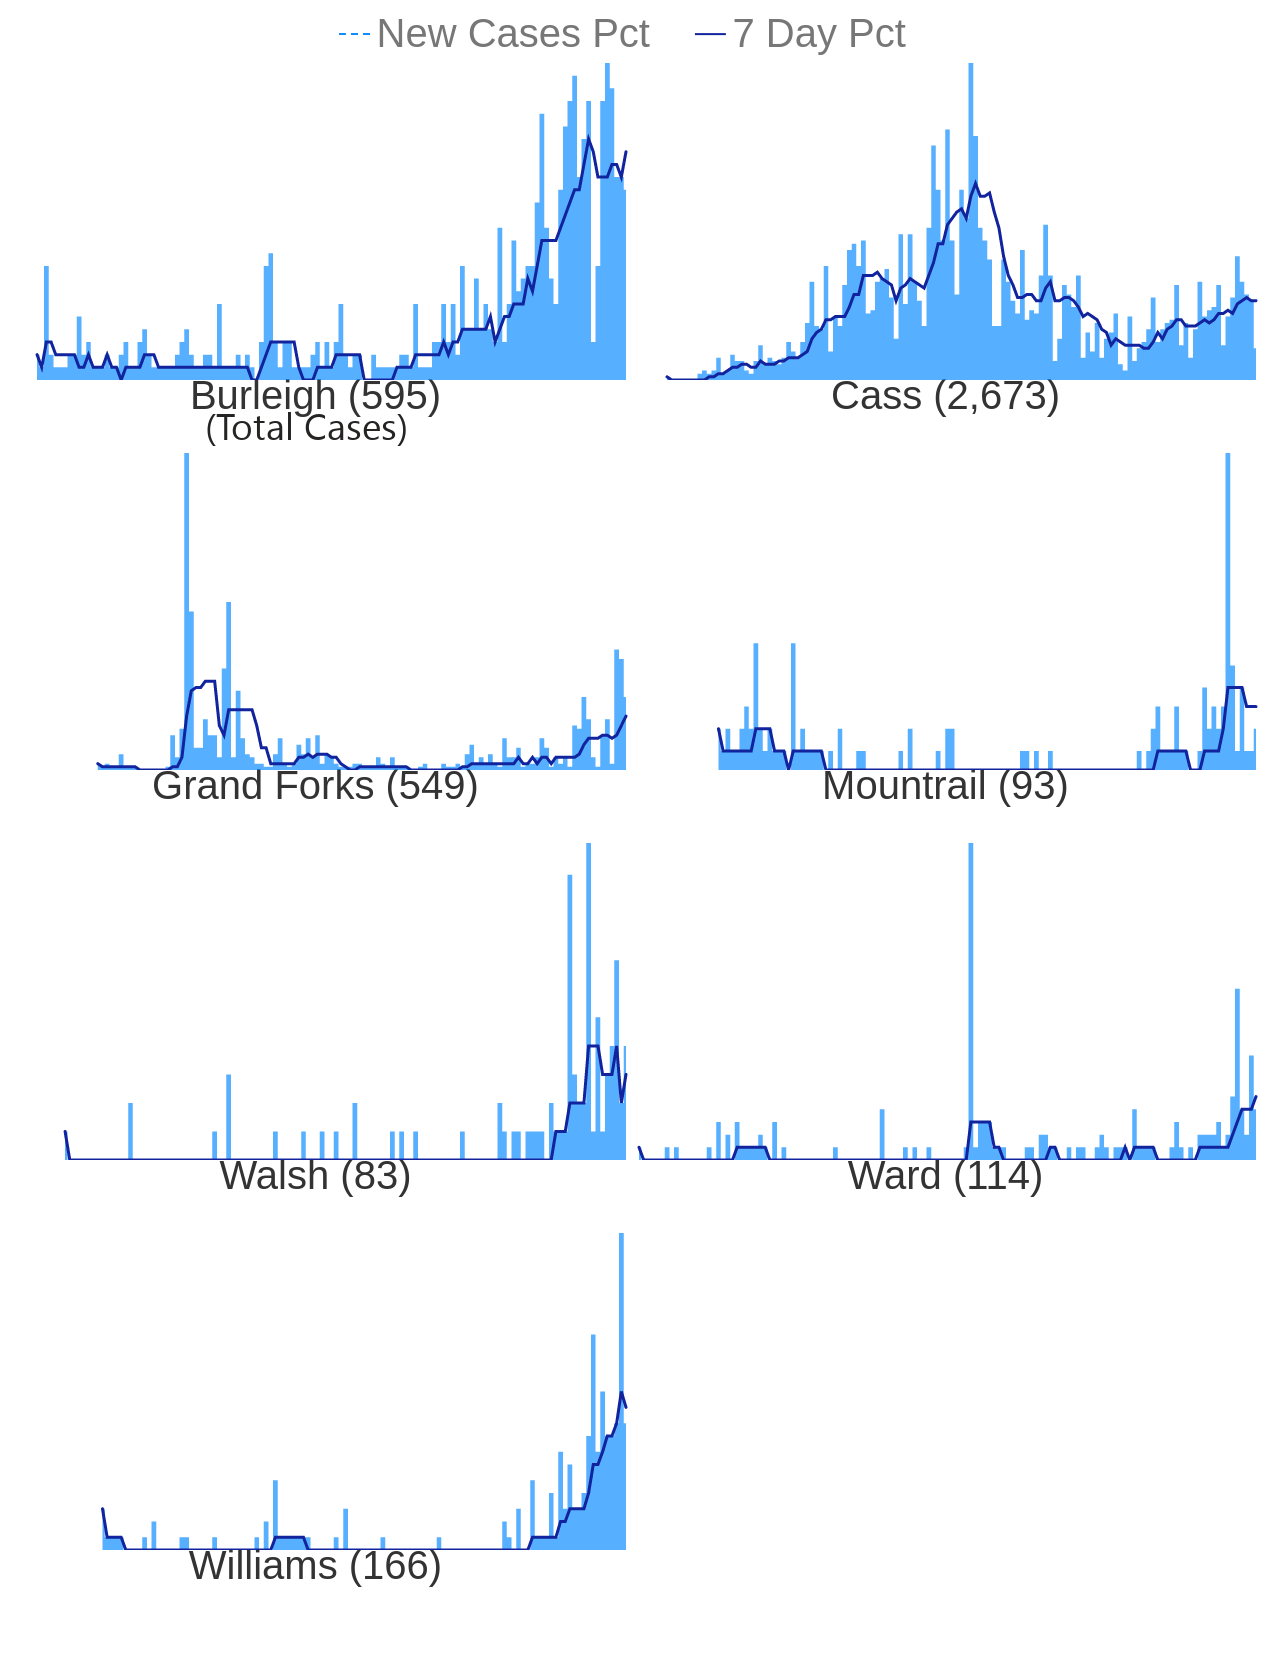 New Cases Pct 7 Day Pct
Burleigh (595) Cass (2,673)
(Total Cases)
Grand Forks (549) Mountrail (93)
Walsh (83) Ward (114)
Williams (166)